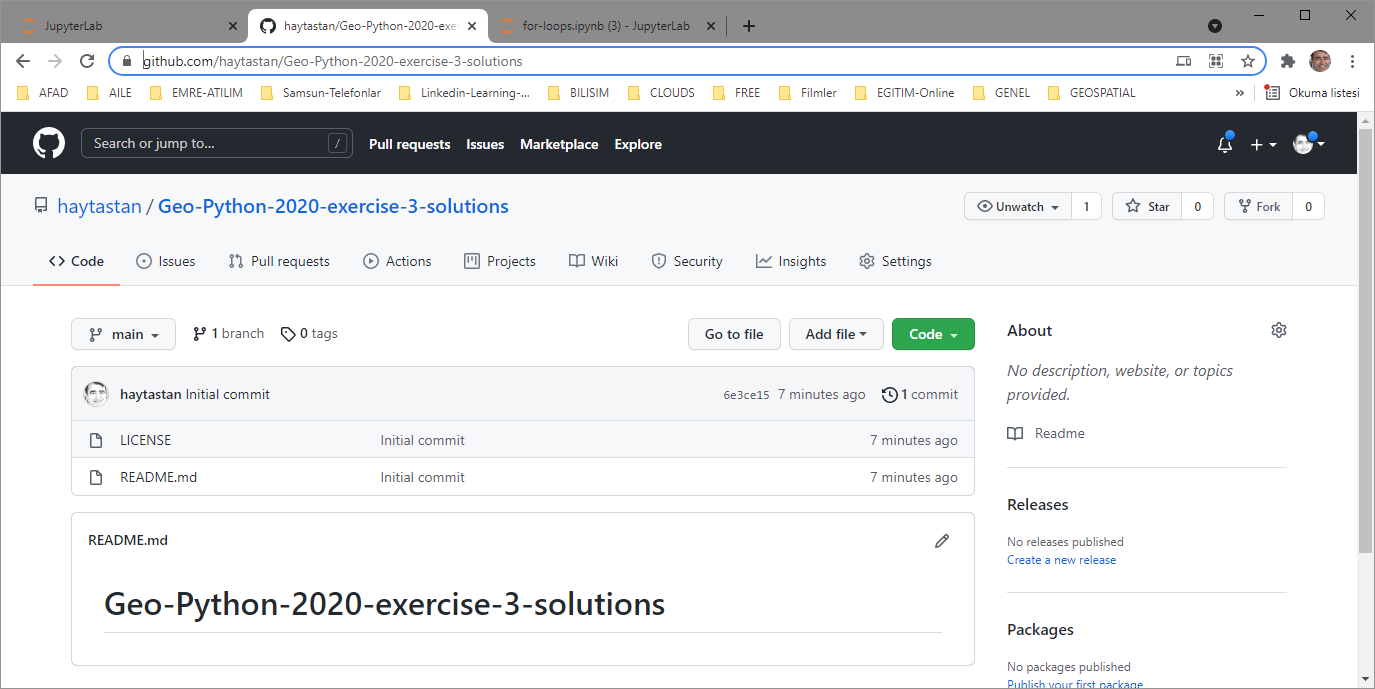 JupyterLab haytastan/Geo-Python-2020-exe for-loops.ipynb (3) - JupyterLab
github.com/haytastan/Geo-Python-2020-exercise-3-solutions
AFAD AILE EMRE-ATILIM Samsun-Telefonlar Linkedin-Learning-... BILISIM CLOUDS FREE Filmler EGITIM-Online GENEL GEOSPATIAL » Okuma listesi
Search or jump to... / Pull requests Issues Marketplace Explore
haytastan / Geo-Python-2020-exercise-3-solutions Unwatch 1 Star 0 Fork 0
Code Issues Pull requests Actions Projects Wiki Security Insights Settings
main 1 branch 0 tags Go to file Add file Code
haytastan Initial commit 6e3ce15 7 minutes ago 1 commit
LICENSE Initial commit 7 minutes ago
README.md Initial commit 7 minutes ago
README.md
Geo-Python-2020-exercise-3-solutions
About
No description, website, or topics
provided.
Readme
Releases
No releases published
Create a new release
Packages
No packages published
Publish your first package